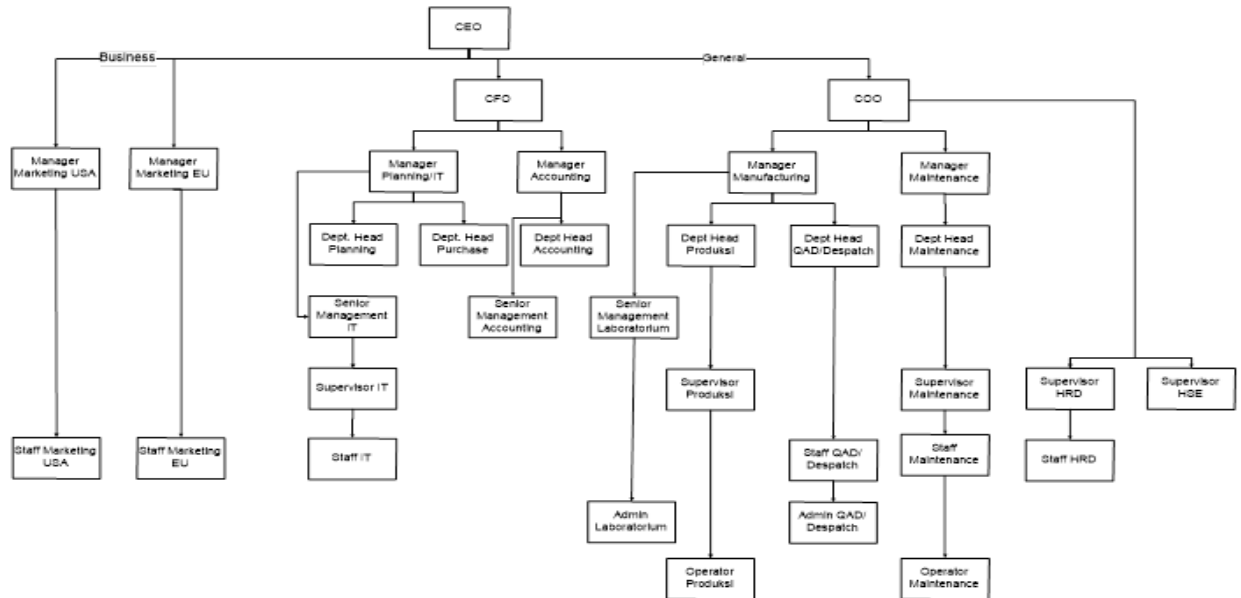 CEO
Business
General
CFO
COO
Manager
Marketing USA
Manager
Marketing EU
Manager
Planning/IT
Manager
Accounting
Manager
Manufacturing
Manager
Maintenance
Dept. Head
Planning
Dept. Head
Purchase
Dept Head
Accounting
Dept Head
Produksi
Dept Head
QAD/Despatch
Dept Head
Maintenance
Senior
Management
IT
Senior
Management
Accounting
Senior
Management
Laboratorium
Supervisor IT
Supervisor
Produksi
Supervisor
Maintenance
Supervisor
HRD
Supervisor
HSE
Staff Marketing
USA
Staff Marketing
EU
Staff IT
Staff QAD/
Despatch
Staff
Maintenance
Staff HRD
Admin
Laboratorium
Admin QAD/
Despatch
Operator
Produksi
Operator
Maintenance